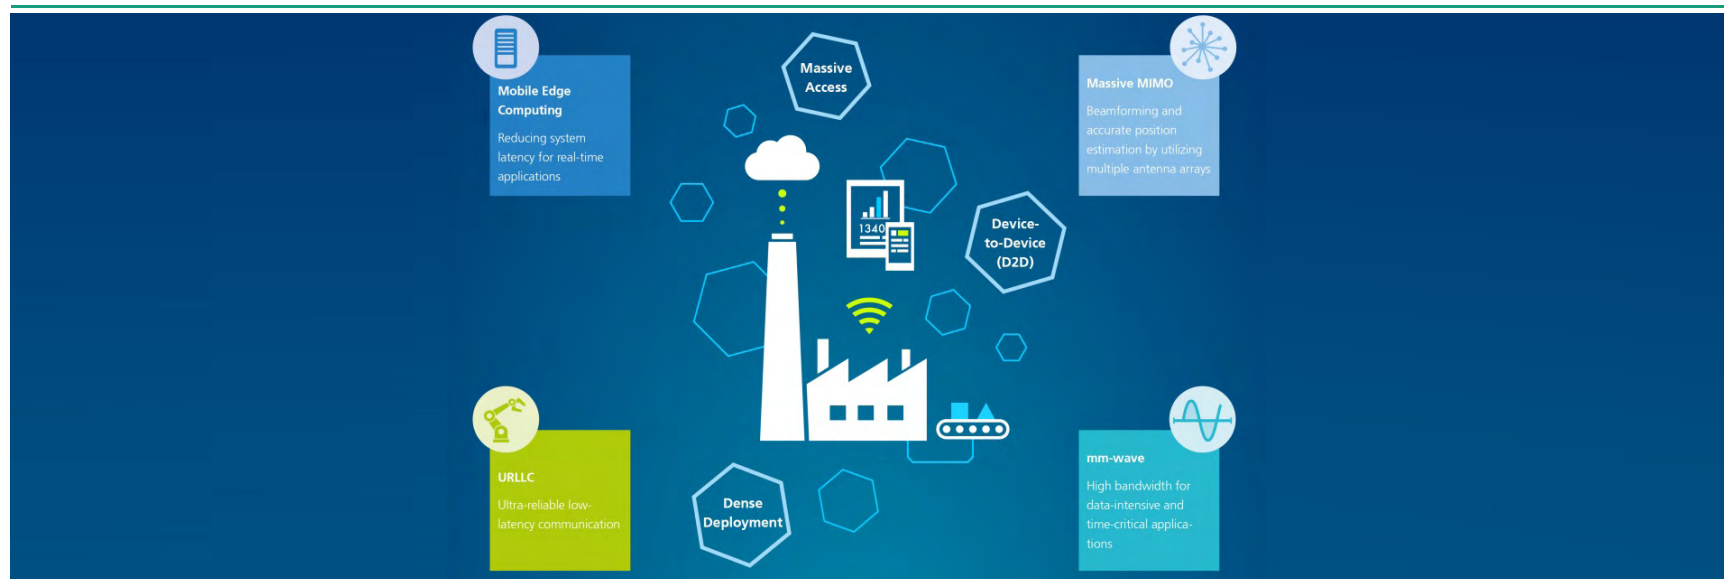 Mobile Edge
Computing
Reducing system
latency for real-time
applications
Massive
Access
Massive MIMO
Beamforming and
accurate position
estimation by utilizing
multiple antenna arrays
1340
Device-
to-Device
(D2D)
URLLC
Ultra-reliable low-
latency communication
Dense
Deployment
mm-wave
High bandwidth for
data-intensive and
time-critical applica-
tions